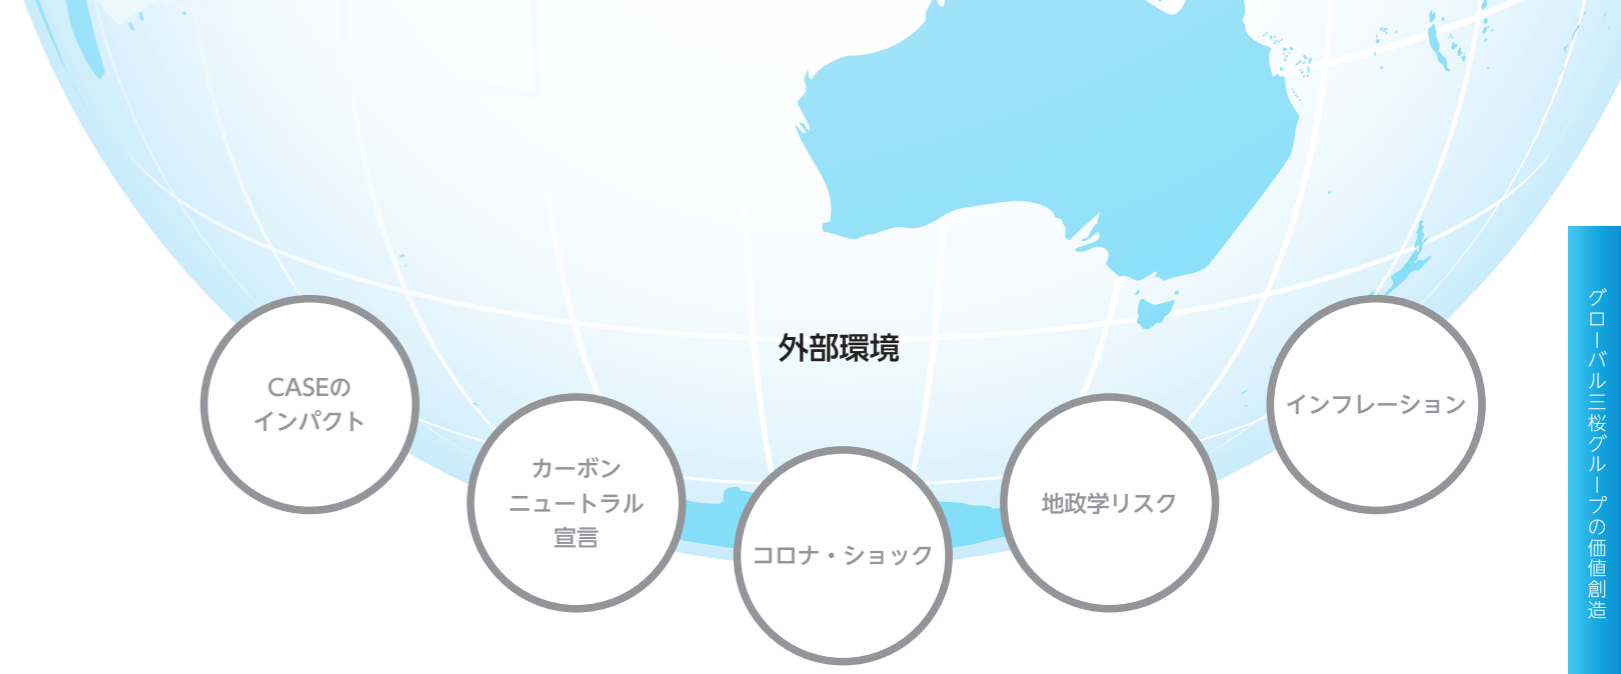 外部環境
CASEの
インパクト
カーボン
ニュートラル
宣言
コロナ・ショック
地政学リスク
インフレーション
グローバル三桜グループの価値創造